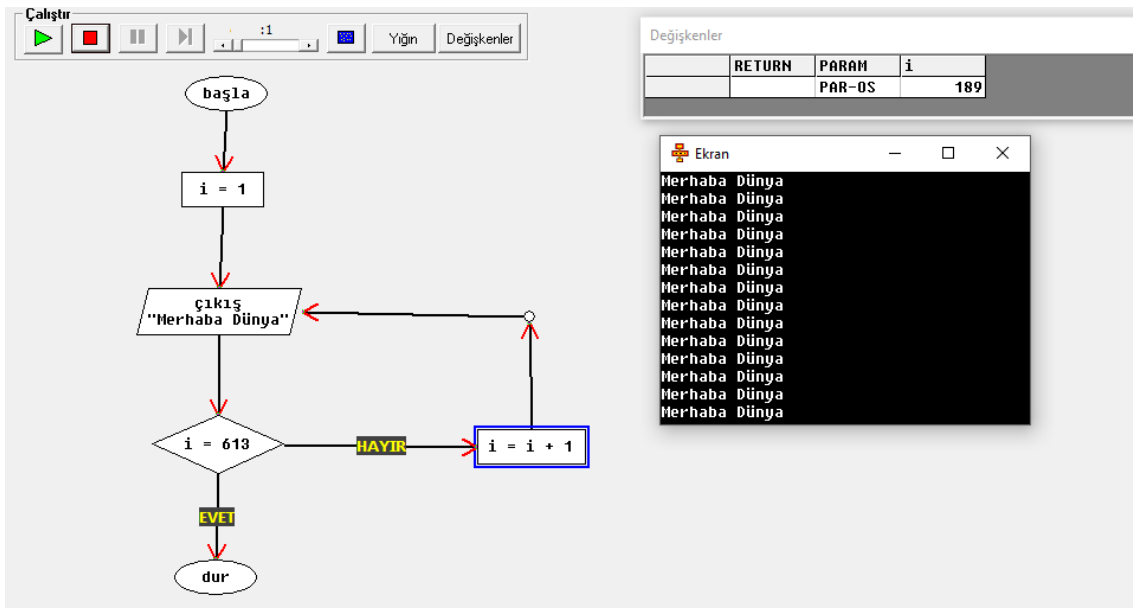 Çalıştır
:1
Yığın
Değişkenler
başla
i = 1
çıkış
"Merhaba Dünya"
i = 613
HAYIR
i = i + 1
EVET
dur
Değişkenler
RETURN PARAM i
PAR-OS 189
Ekran
Merhaba Dünya
Merhaba Dünya
Merhaba Dünya
Merhaba Dünya
Merhaba Dünya
Merhaba Dünya
Merhaba Dünya
Merhaba Dünya
Merhaba Dünya
Merhaba Dünya
Merhaba Dünya
Merhaba Dünya
Merhaba Dünya
Merhaba Dünya